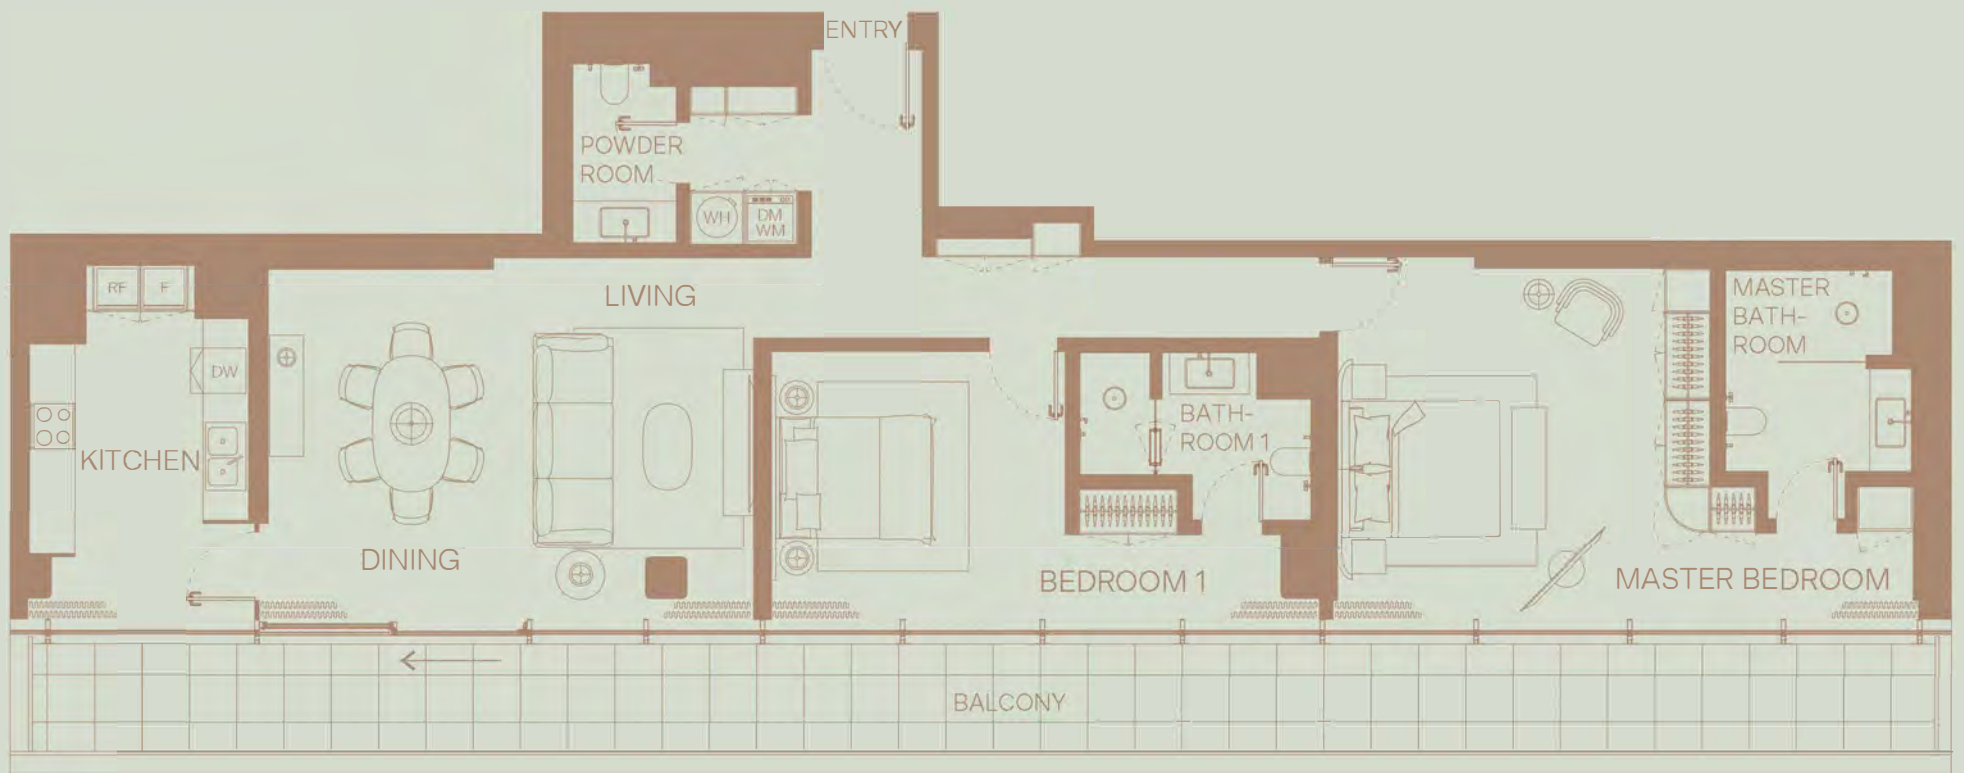 ENTRY
POWDER
ROOM
WH
DM
WM
RF
F
LIVING
MASTER
BATH-
ROOM
DW
KITCHEN
BATH-
ROOM 1
DINING
BEDROOM 1
MASTER BEDROOM
BALCONY